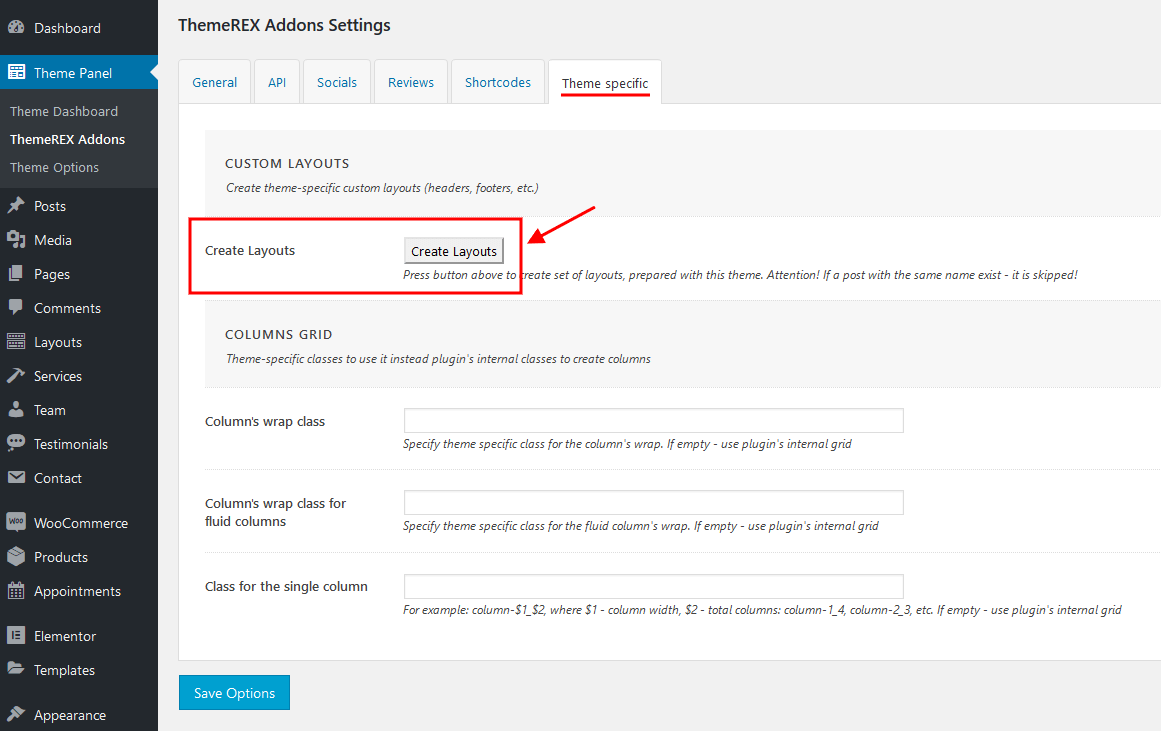 Dashboard
Theme Panel
Theme Dashboard
ThemeREX Addons
Theme Options
Posts
Media
Pages
Comments
Layouts
Services
Team
Testimonials
Contact
Woo WooCommerce
Products
Appointments
Elementor
Templates
Appearance
ThemeREX Addons Settings
General API Socials Reviews Shortcodes Theme specific
CUSTOM LAYOUTS
Create theme-specific custom layouts (headers, footers, etc.)
Create Layouts Create Layouts
Press button above to create set of layouts, prepared with this theme. Attention! If a post with the same name exist - it is skipped!
COLUMNS GRID
Theme-specific classes to use it instead plugin's internal classes to create columns
Column's wrap class
Specify theme specific class for the column's wrap. If empty - use plugin's internal grid
Column's wrap class for
fluid columns
Specify theme specific class for the fluid column's wrap. If empty - use plugin's internal grid
Class for the single column
For example: column-$1_$2, where $1 - column width, $2 - total columns: column-1_4, column-2_3, etc. If empty - use plugin's internal grid
Save Options